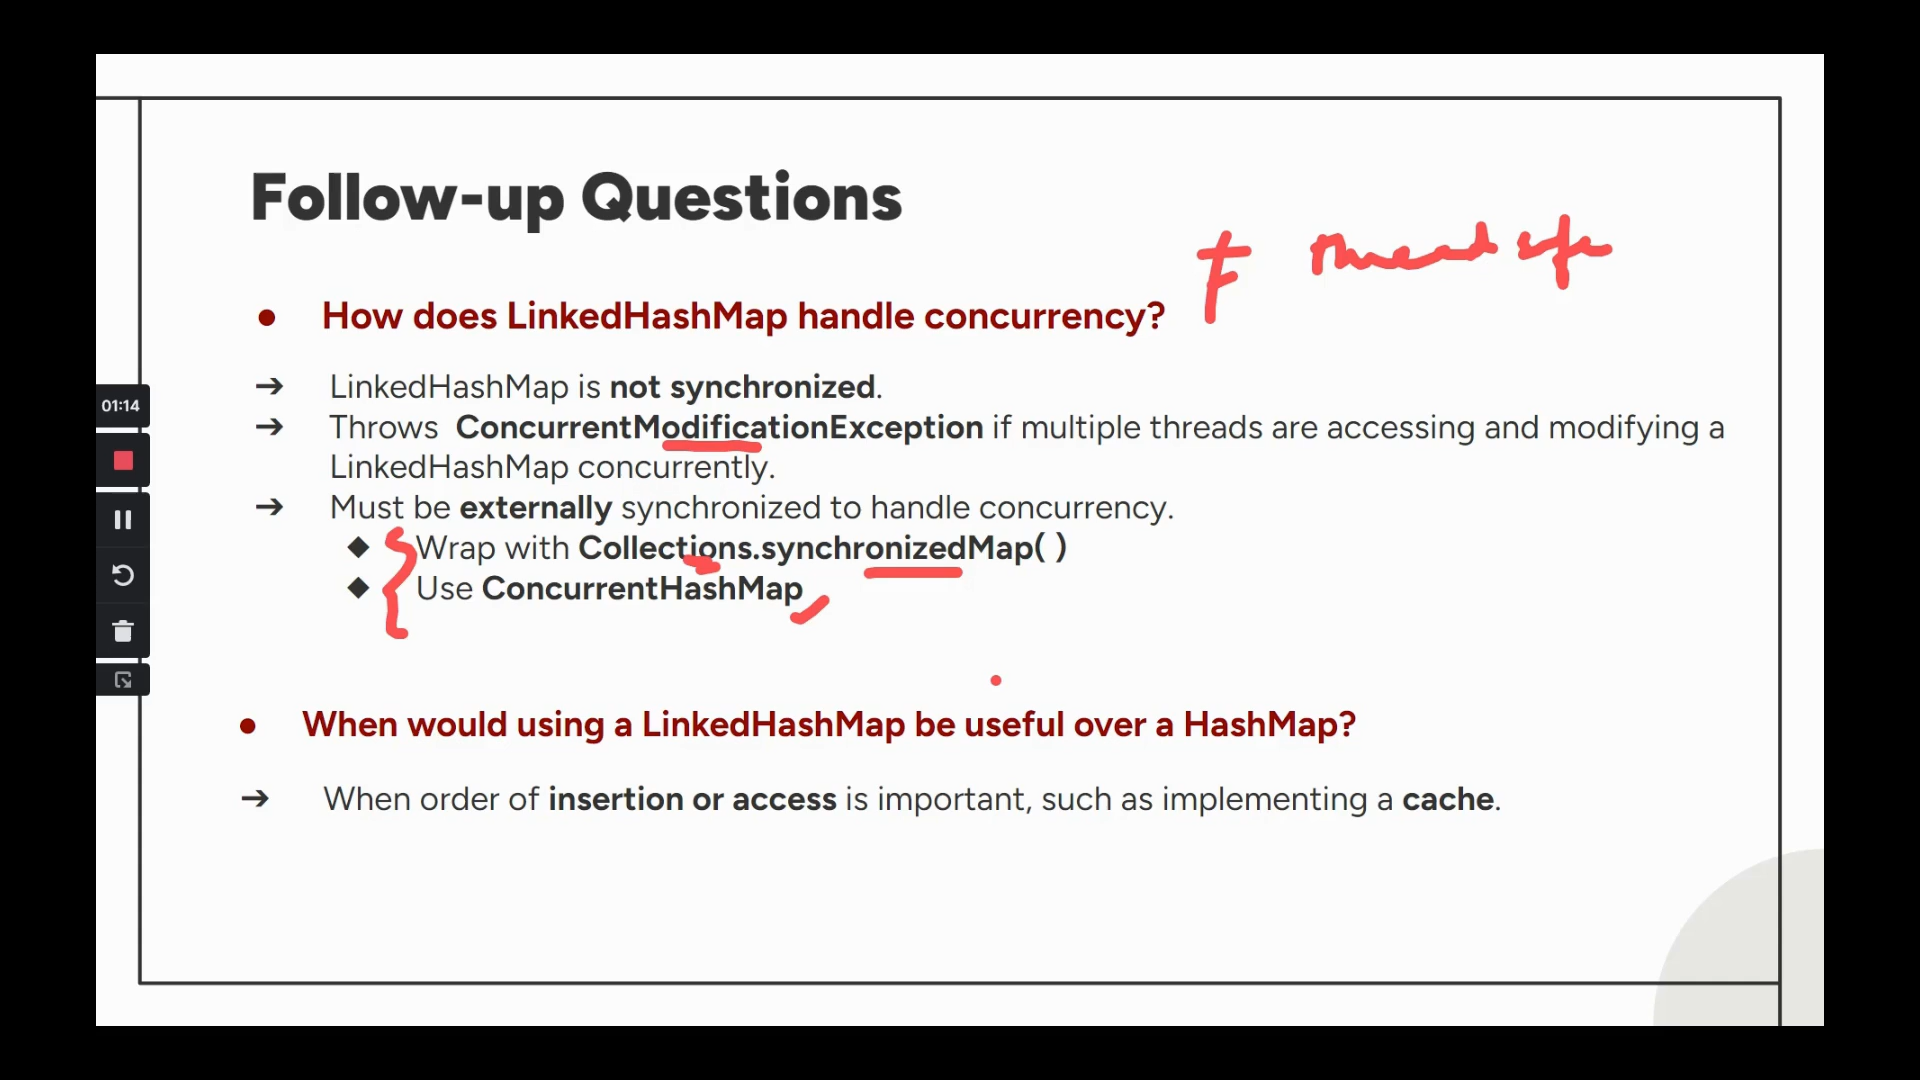 Follow-up Questions
thread safe
● How does LinkedHashMap handle concurrency?
➔ LinkedHashMap is not synchronized.
➔ Throws ConcurrentModificationException if multiple threads are accessing and modifying a
LinkedHashMap concurrently.
➔ Must be externally synchronized to handle concurrency.
◆ Wrap with Collections.synchronizedMap( )
◆ Use ConcurrentHashMap
01:14
● When would using a LinkedHashMap be useful over a HashMap?
➔ When order of insertion or access is important, such as implementing a cache.